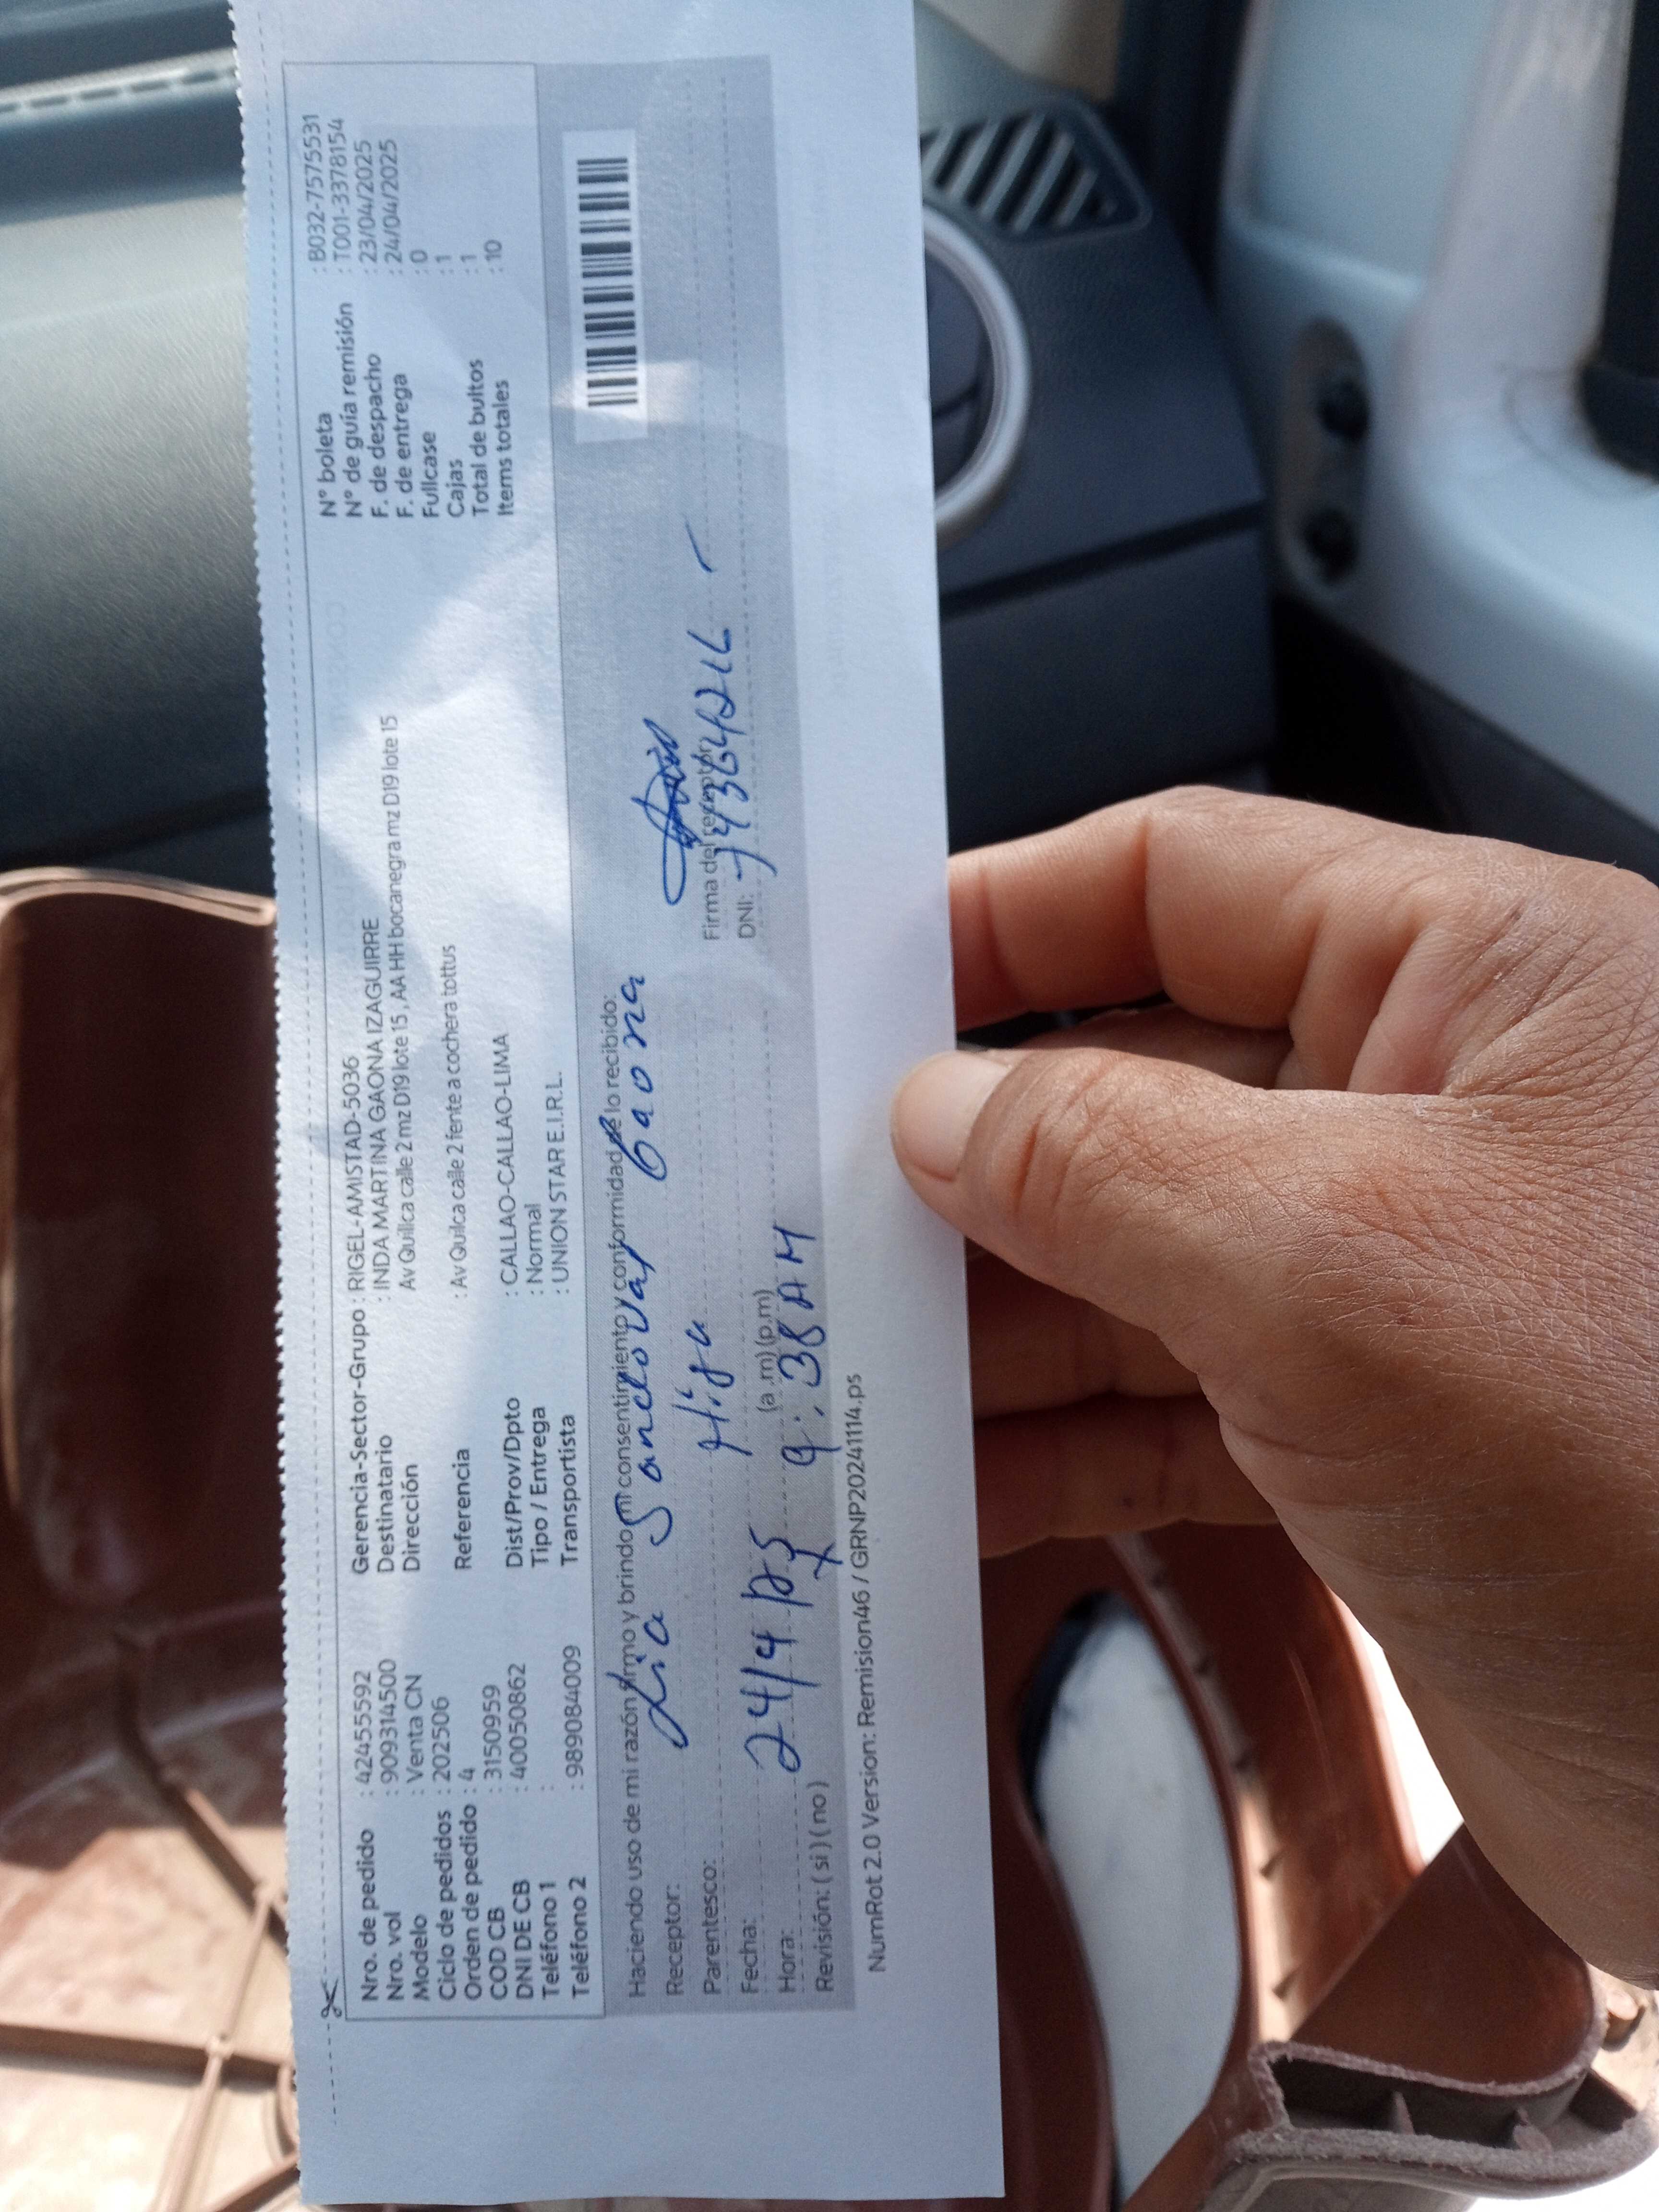 Nro. de pedido : 42455592
Nro. vol : 909314500
Modelo : Venta CN
Ciclo de pedidos : 202506
Orden de pedido : 4
COD CB : 3150959
DNI DE CB : 40050862
Teléfono 1 :
Teléfono 2 : 989084009
Gerencia-Sector-Grupo : RIGEL-AMISTAD-5036
Destinatario : INDA MARTINA GAONA IZAGUIRRE
Dirección Av Quilca calle 2 mz D19 lote 15 , AA HH bocanegra mz D19 lote 15
Referencia : Av Quilca calle 2 fente a cochera tottus
Dist/Prov/Dpto : CALLAO-CALLAO-LIMA
Tipo / Entrega : Normal
Transportista : UNION STAR E.I.R.L.
N° boleta : B032-7575531
N° de guía remisión : T001-3378154
F. de despacho : 23/04/2025
F. de entrega : 24/04/2025
Fullcase : 0
Cajas : 1
Total de bultos : 1
Items totales : 10
Haciendo uso de mi razón firmo y brindo mi consentimiento y conformidad de lo recibido:
Receptor: Lia Sandoval Gaona
Parentesco: Hija
Fecha: 24/4
Hora: (a .m) (p.m) 9:38 AM
Revisión: ( si ) ( no )
Firma del receptor
DNI:
NumRot 2.0 Version: Remision46 / GRNP20241114.ps